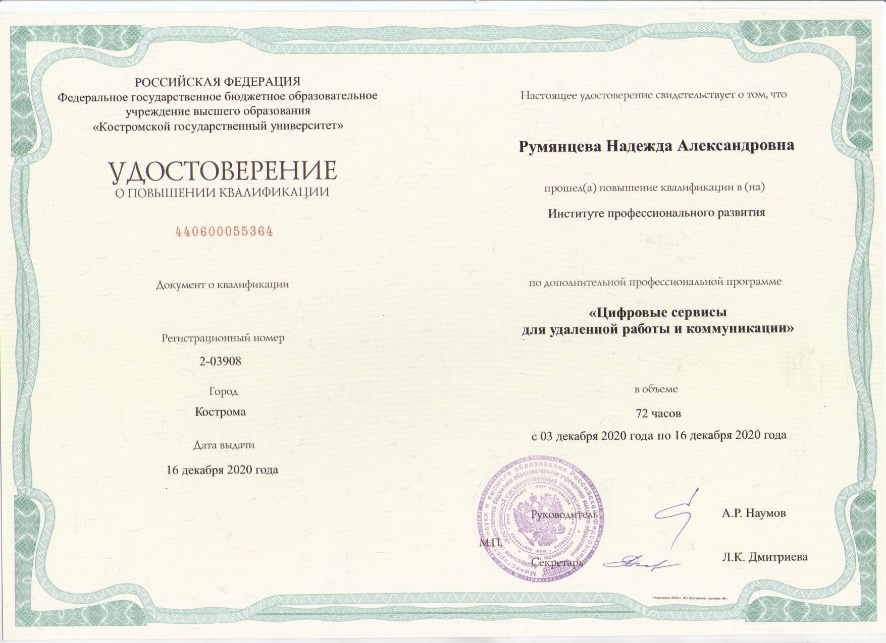 РОССИЙСКАЯ ФЕДЕРАЦИЯ
Федеральное государственное бюджетное образовательное
учреждение высшего образования
«Костромской государственный университет»
УДОСТОВЕРЕНИЕ
О ПОВЫШЕНИИ КВАЛИФИКАЦИИ
440600055364
Документ о квалификации
Регистрационный номер
2-03908
Город
Кострома
Дата выдачи
16 декабря 2020 года
Настоящее удостоверение свидетельствует о том, что
Румянцева Надежда Александровна
прошел(а) повышение квалификации в (на)
Институте профессионального развития
по дополнительной профессиональной программе
«Цифровые сервисы
для удаленной работы и коммуникации»
в объеме
72 часов
с 03 декабря 2020 года по 16 декабря 2020 года
Руководитель
А.Р. Наумов
М.П.
Секретарь
Л.К. Дмитриева